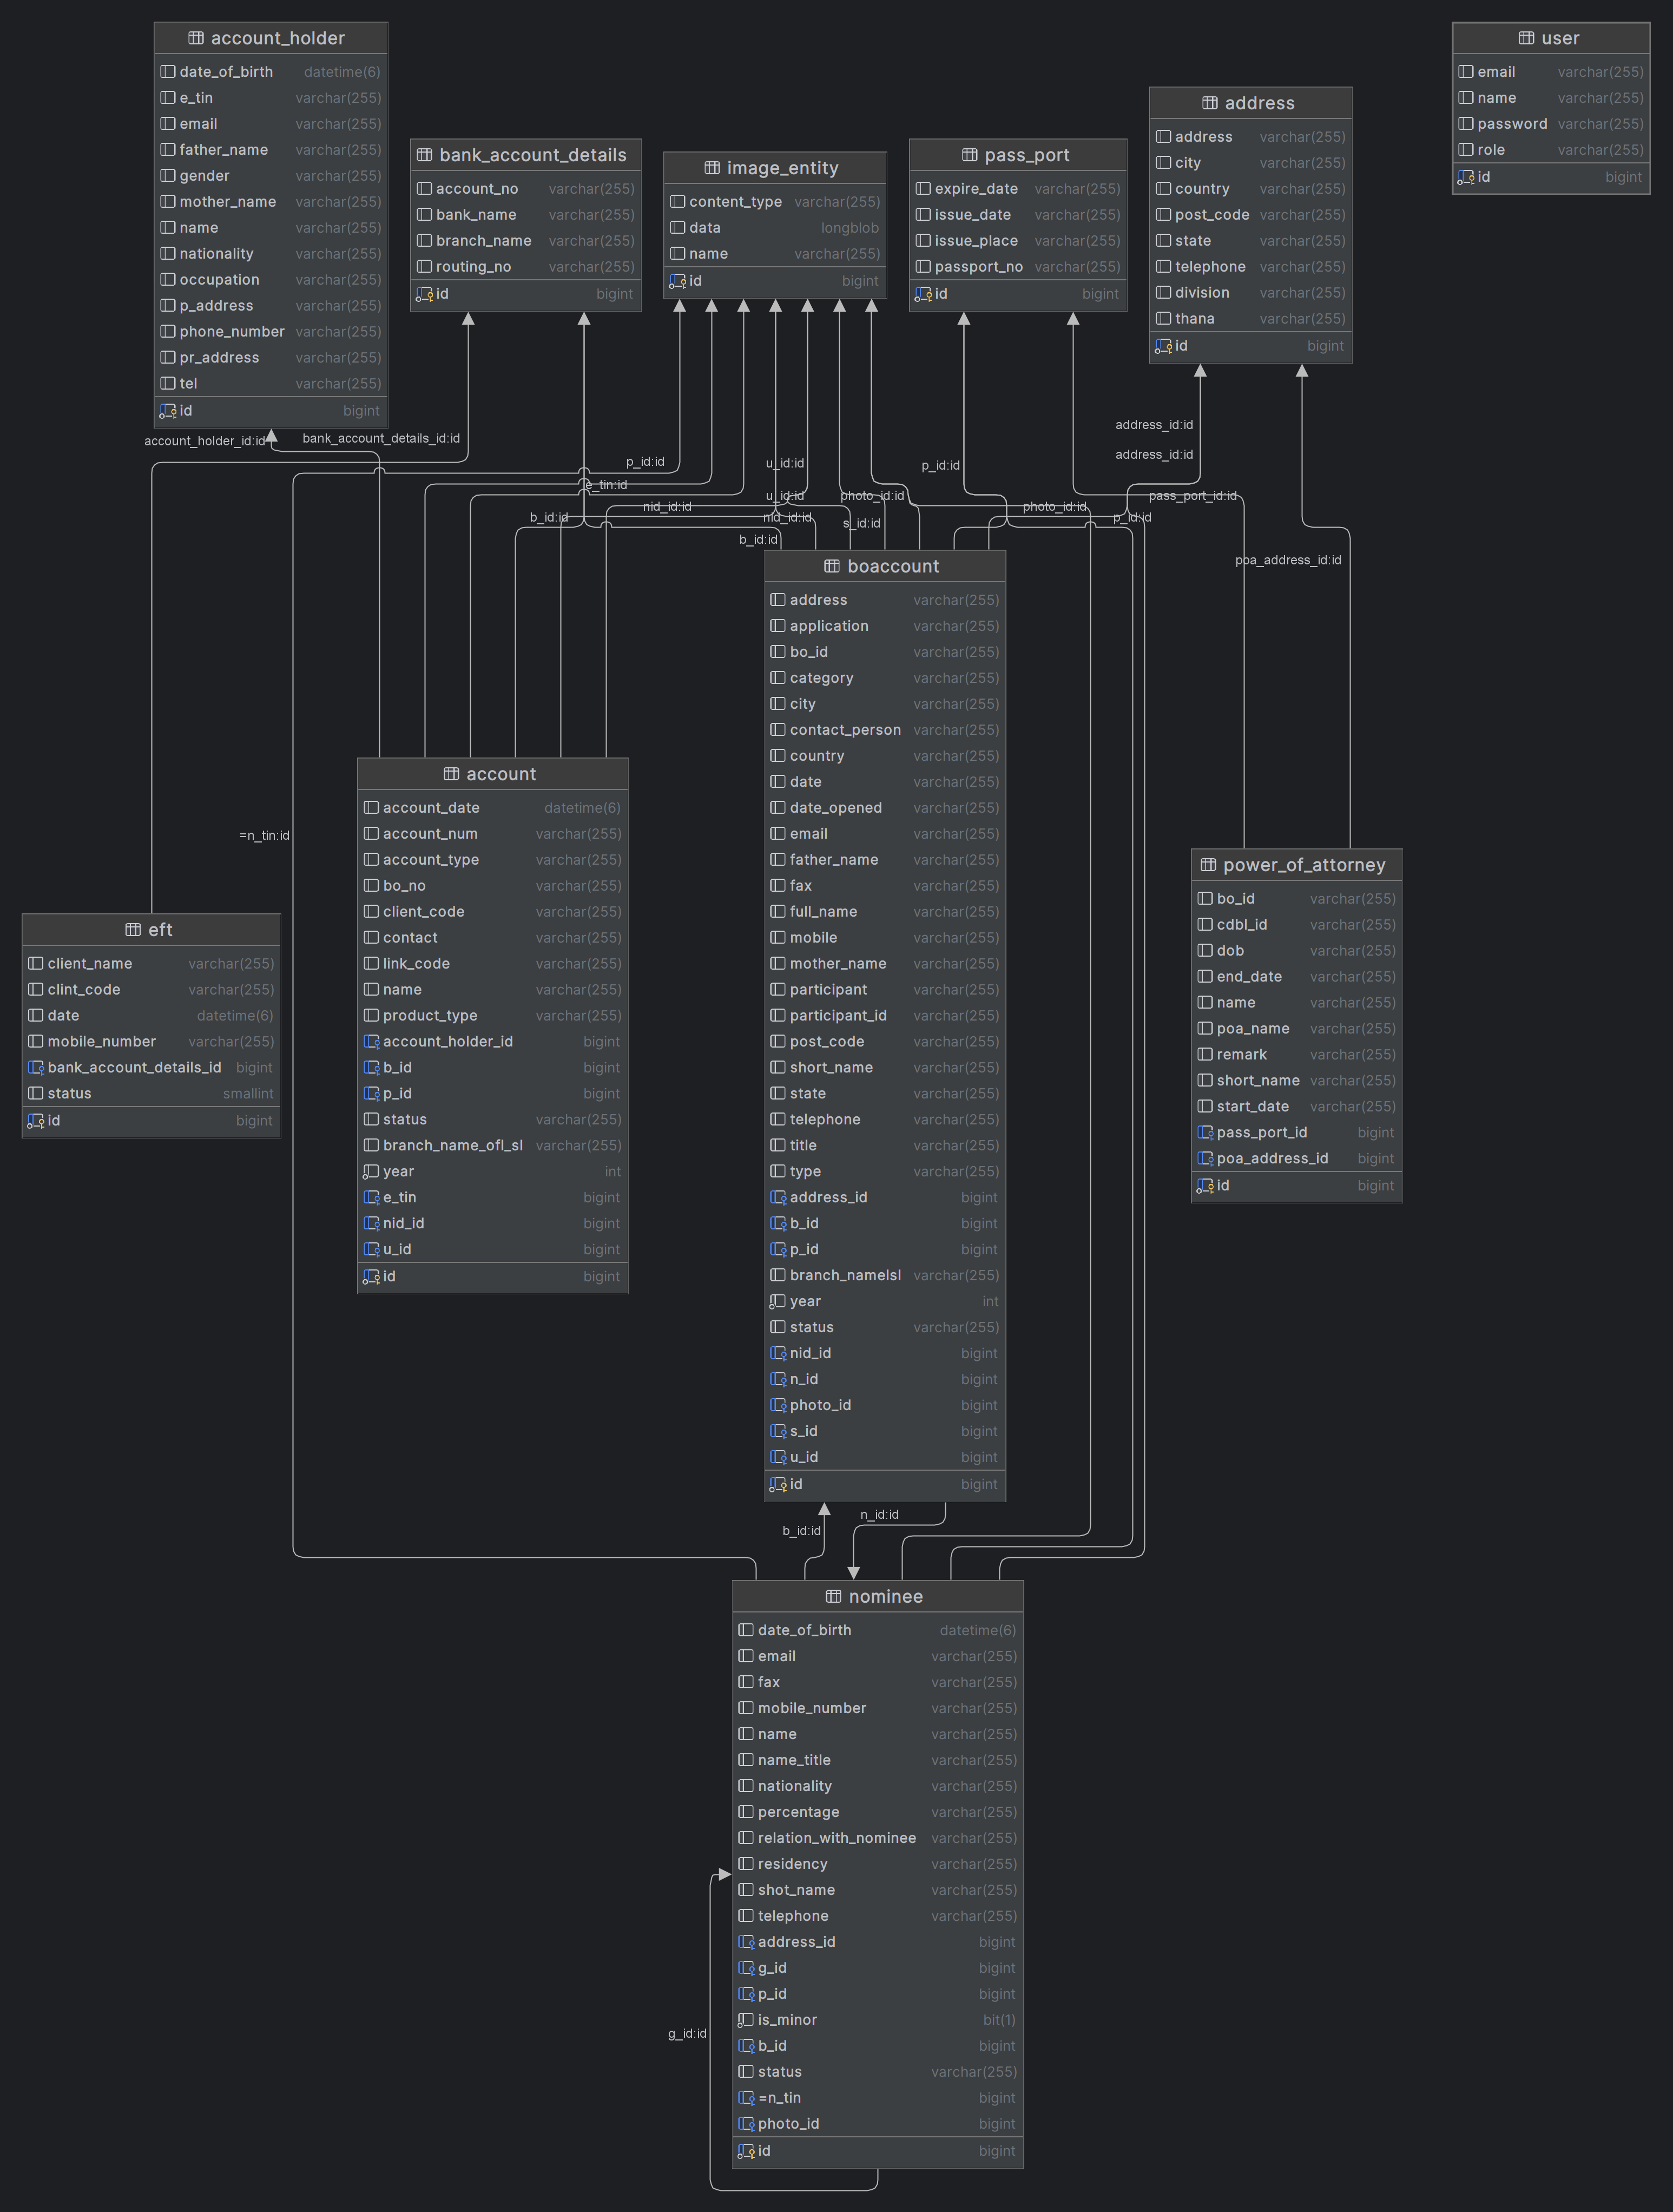 account_holder
date_of_birth datetime(6)
e_tin varchar(255)
email varchar(255)
father_name varchar(255)
gender varchar(255)
mother_name varchar(255)
name varchar(255)
nationality varchar(255)
occupation varchar(255)
p_address varchar(255)
phone_number varchar(255)
pr_address varchar(255)
tel varchar(255)
id bigint
bank_account_details
account_no varchar(255)
bank_name varchar(255)
branch_name varchar(255)
routing_no varchar(255)
id bigint
image_entity
content_type varchar(255)
data longblob
name varchar(255)
id bigint
pass_port
expire_date varchar(255)
issue_date varchar(255)
issue_place varchar(255)
passport_no varchar(255)
id bigint
address
address varchar(255)
city varchar(255)
country varchar(255)
post_code varchar(255)
state varchar(255)
telephone varchar(255)
division varchar(255)
thana varchar(255)
id bigint
user
email varchar(255)
name varchar(255)
password varchar(255)
role varchar(255)
id bigint
account_holder_id:id
bank_account_details_id:id
p_id:id
u_id:id
p_id:id
address_id:id
address_id:id
e_tin:id
u_id:id
photo_id:id
pass_port_id:id
nid_id:id
photo_id:id
b_id:id
nid_id:id
s_id:id
p_id:id
b_id:id
poa_address_id:id
boaccount
address varchar(255)
application varchar(255)
bo_id varchar(255)
category varchar(255)
city varchar(255)
contact_person varchar(255)
country varchar(255)
date varchar(255)
date_opened varchar(255)
email varchar(255)
father_name varchar(255)
fax varchar(255)
full_name varchar(255)
mobile varchar(255)
mother_name varchar(255)
participant varchar(255)
participant_id varchar(255)
post_code varchar(255)
short_name varchar(255)
state varchar(255)
telephone varchar(255)
title varchar(255)
type varchar(255)
address_id bigint
b_id bigint
p_id bigint
branch_namelsl varchar(255)
year int
status varchar(255)
nid_id bigint
n_id bigint
photo_id bigint
s_id bigint
u_id bigint
id bigint
account
account_date datetime(6)
account_num varchar(255)
account_type varchar(255)
bo_no varchar(255)
client_code varchar(255)
contact varchar(255)
link_code varchar(255)
name varchar(255)
product_type varchar(255)
account_holder_id bigint
b_id bigint
p_id bigint
status varchar(255)
branch_name_ofl_sl varchar(255)
year int
e_tin bigint
nid_id bigint
u_id bigint
id bigint
=n_tin:id
eft
client_name varchar(255)
clint_code varchar(255)
date datetime(6)
mobile_number varchar(255)
bank_account_details_id bigint
status smallint
id bigint
power_of_attorney
bo_id varchar(255)
cdbl_id varchar(255)
dob varchar(255)
end_date varchar(255)
name varchar(255)
poa_name varchar(255)
remark varchar(255)
short_name varchar(255)
start_date varchar(255)
pass_port_id bigint
poa_address_id bigint
id bigint
n_id:id
b_id:id
nominee
date_of_birth datetime(6)
email varchar(255)
fax varchar(255)
mobile_number varchar(255)
name varchar(255)
name_title varchar(255)
nationality varchar(255)
percentage varchar(255)
relation_with_nominee varchar(255)
residency varchar(255)
shot_name varchar(255)
telephone varchar(255)
address_id bigint
g_id bigint
p_id bigint
is_minor bit(1)
b_id bigint
status varchar(255)
=n_tin bigint
photo_id bigint
id bigint
g_id:id